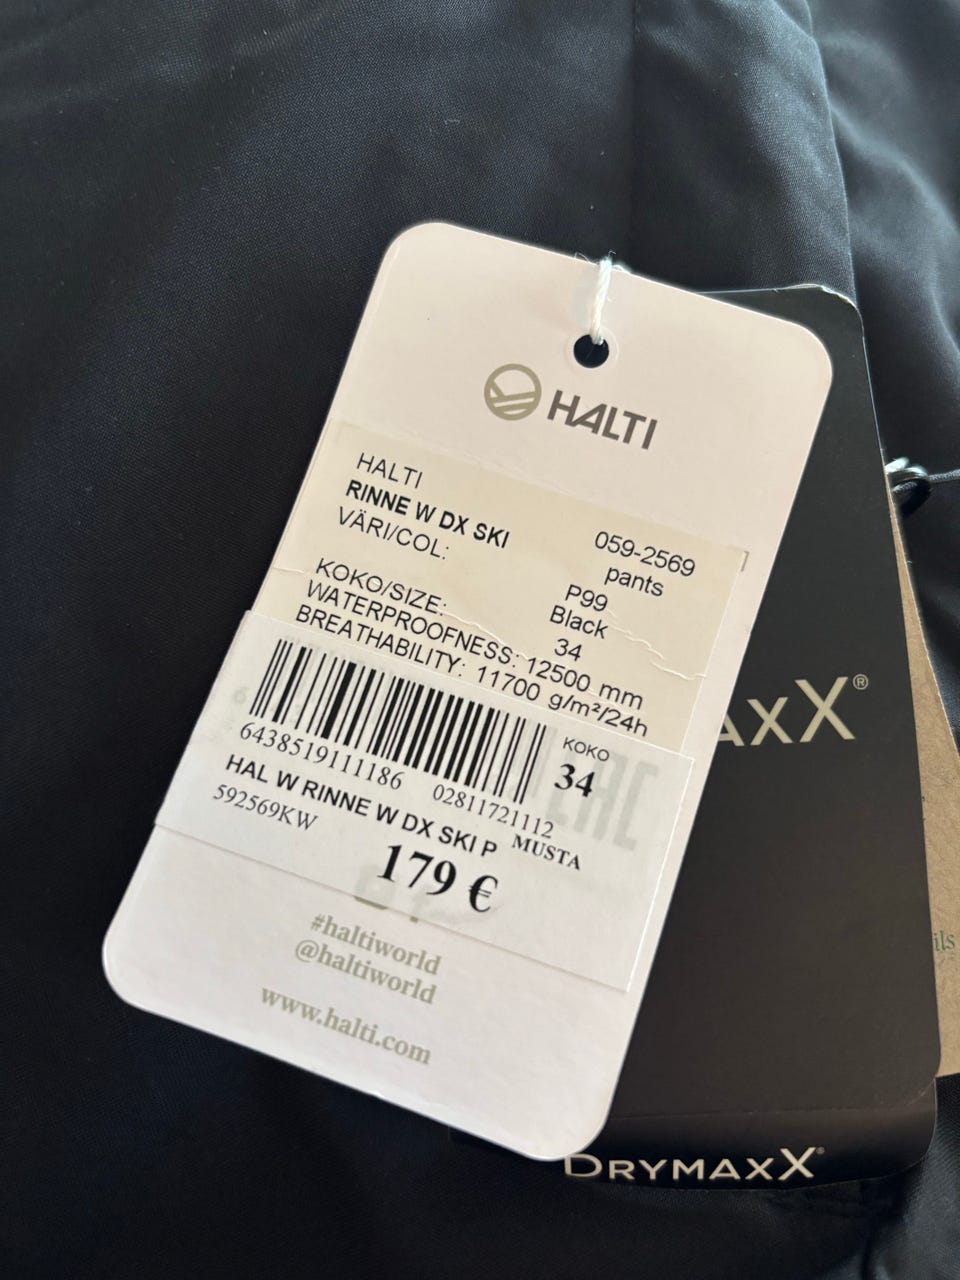 HALTI
HALTI
RINNE W DX SKI 059-2569
pants
VÄRI/COL: P99
Black
KOKO/SIZE: 34
WATERPROOFNESS: 12500 mm
BREATHABILITY: 11700 g/m²/24h
KOKO
34
6438519111186 02811721112
HAL W RINNE W DX SKI P MUSTA
592569KW
179 €
#haltiworld
@haltiworld
www.halti.com
AXX®
ils
DRYMAXX®